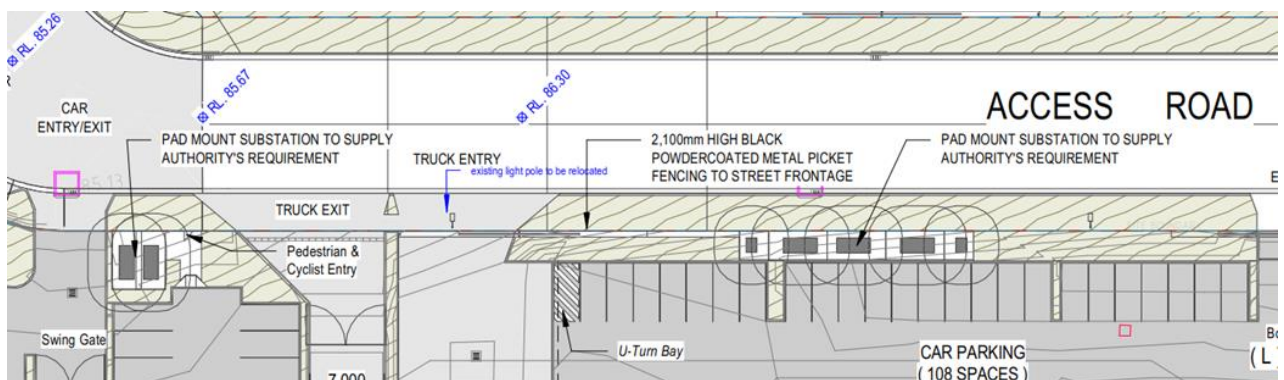 RL. 85.26
RL. 85.67
RL. 86.30
ACCESS ROAD
CAR
ENTRY/EXIT
PAD MOUNT SUBSTATION TO SUPPLY
AUTHORITY'S REQUIREMENT
TRUCK ENTRY
existing light pole to be relocated
2,100mm HIGH BLACK
POWDERCOATED METAL PICKET
FENCING TO STREET FRONTAGE
PAD MOUNT SUBSTATION TO SUPPLY
AUTHORITY'S REQUIREMENT
85.13
TRUCK EXIT
Pedestrian &
Cyclist Entry
Swing Gate
U-Turn Bay
CAR PARKING
( 108 SPACES )
7,000
( L )